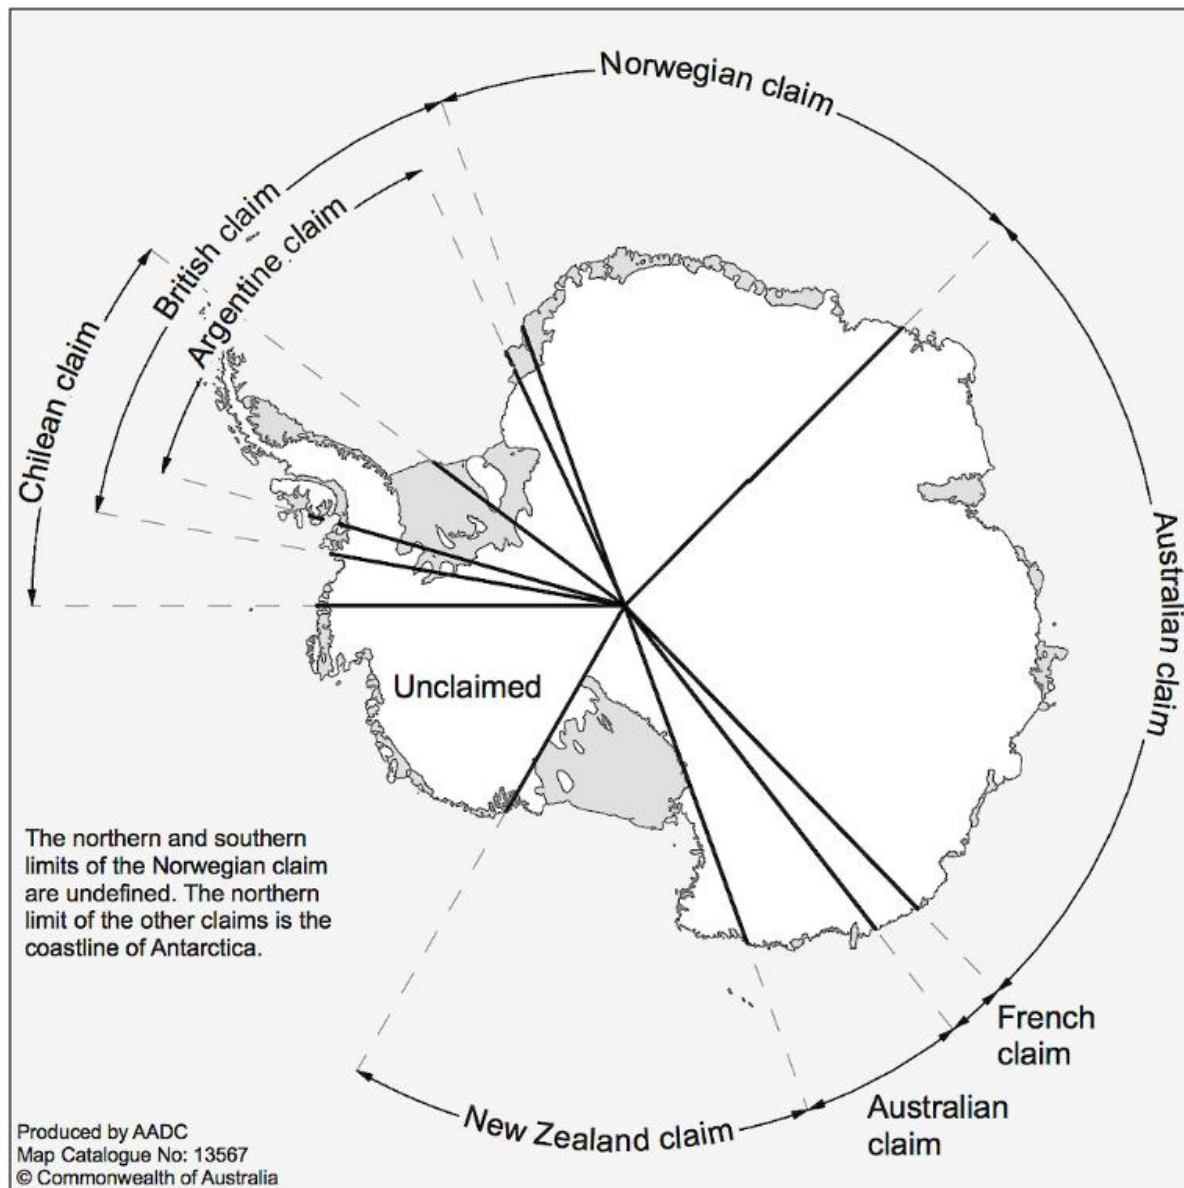 Norwegian claim
British claim
Argentine claim
Chilean claim
Australian claim
Unclaimed
The northern and southern
limits of the Norwegian claim
are undefined. The northern
limit of the other claims is the
coastline of Antarctica.
French
claim
Australian
claim
New Zealand claim
Produced by AADC
Map Catalogue No: 13567
© Commonwealth of Australia